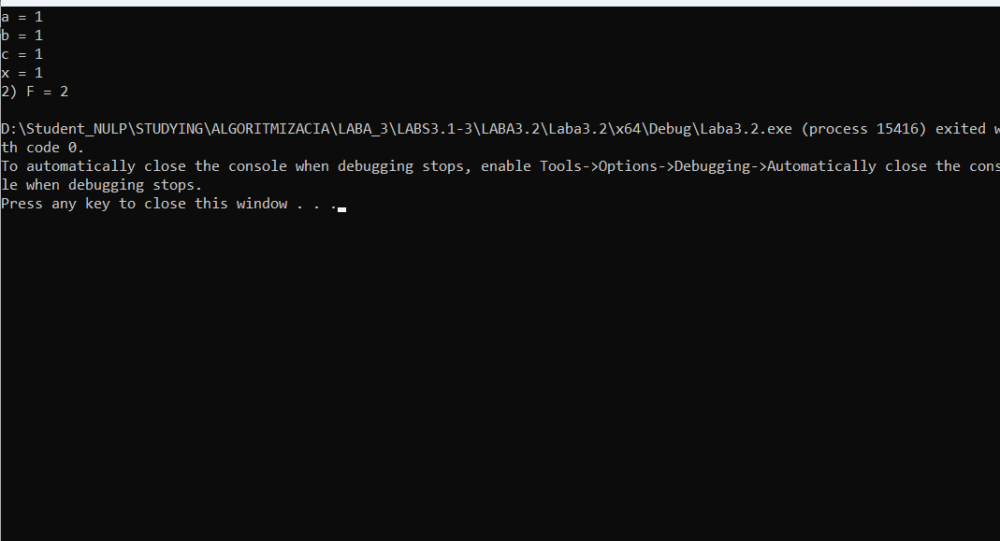 a = 1
b = 1
c = 1
x = 1
2) F = 2
D:\Student_NULP\STUDYING\ALGORITMIZACIA\LABA_3\LABS3.1-3\LABA3.2\Laba3.2\x64\Debug\Laba3.2.exe (process 15416) exited w
th code 0.
To automatically close the console when debugging stops, enable Tools->Options->Debugging->Automatically close the cons
le when debugging stops.
Press any key to close this window . . .